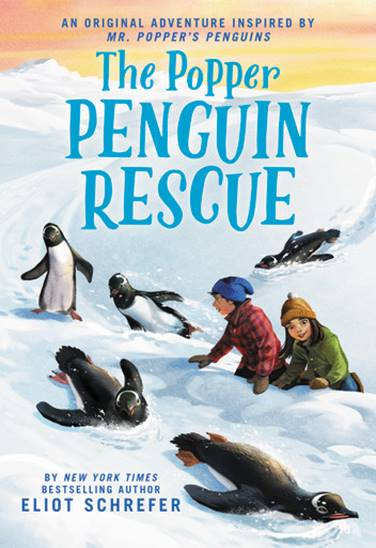 AN ORIGINAL ADVENTURE INSPIRED BY
MR. POPPER'S PENGUINS
The Popper
PENGUIN
RESCUE
BY NEW YORK TIMES
BESTSELLING AUTHOR
ELIOT SCHREFER